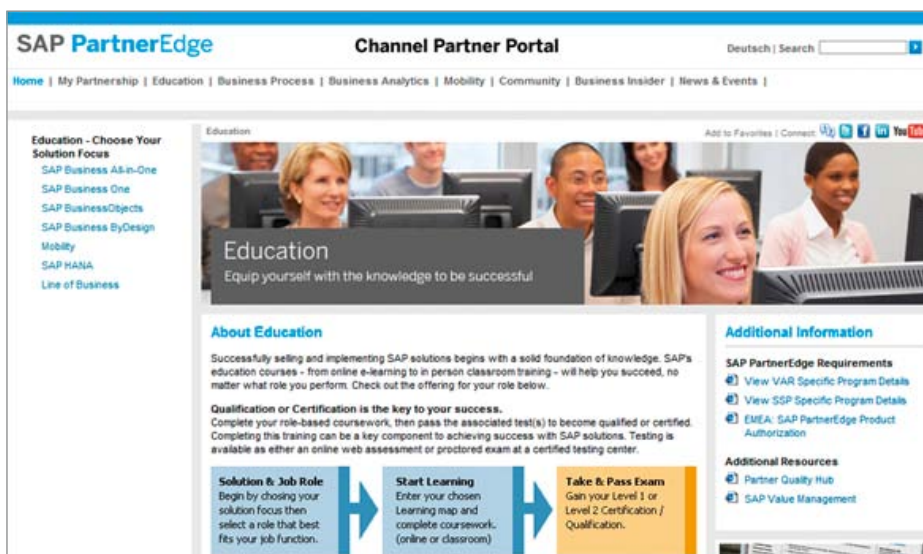 SAP PartnerEdge
Channel Partner Portal
Deutsch | Search
Home | My Partnership | Education | Business Process | Business Analytics | Mobility | Community | Business Insider | News & Events |
Education - Choose Your
Solution Focus
SAP Business All-in-One
SAP Business One
SAP BusinessObjects
SAP Business ByDesign
Mobility
SAP HANA
Line of Business
Education
Add to Favorites | Connect
You Tube
Education
Equip yourself with the knowledge to be successful
About Education
Successfully selling and implementing SAP solutions begins with a solid foundation of knowledge. SAP's
education courses - from online e-learning to in person classroom training - will help you succeed, no
matter what role you perform. Check out the offering for your role below.
Qualification or Certification is the key to your success.
Complete your role-based coursework, then pass the associated test(s) to become qualified or certified.
Completing this training can be a key component to achieving success with SAP solutions. Testing is
available as either an online web assessment or proctored exam at a certified testing center.
Solution & Job Role
Begin by chosing your
solution focus then
select a role that best
fits your job function.
Start Learning
Enter your chosen
Learning map and
complete coursework.
(online or classroom)
Take & Pass Exam
Gain your Level 1 or
Level 2 Certification /
Qualification.
Additional Information
SAP PartnerEdge Requirements
View VAR Specific Program Details
View SSP Specific Program Details
EMEA: SAP PartnerEdge Product
Authorization
Additional Resources
Partner Quality Hub
SAP Value Management